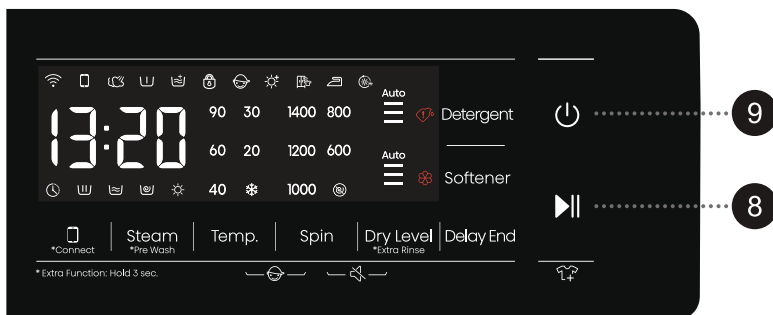 Auto
13:20
90 30 1400 800
Detergent
9
60 20 1200 600
Auto
Softener
40 1000
8
*Connect
Steam
*Pre Wash
Temp.
Spin
Dry Level
*Extra Rinse
Delay End
* Extra Function: Hold 3 sec.